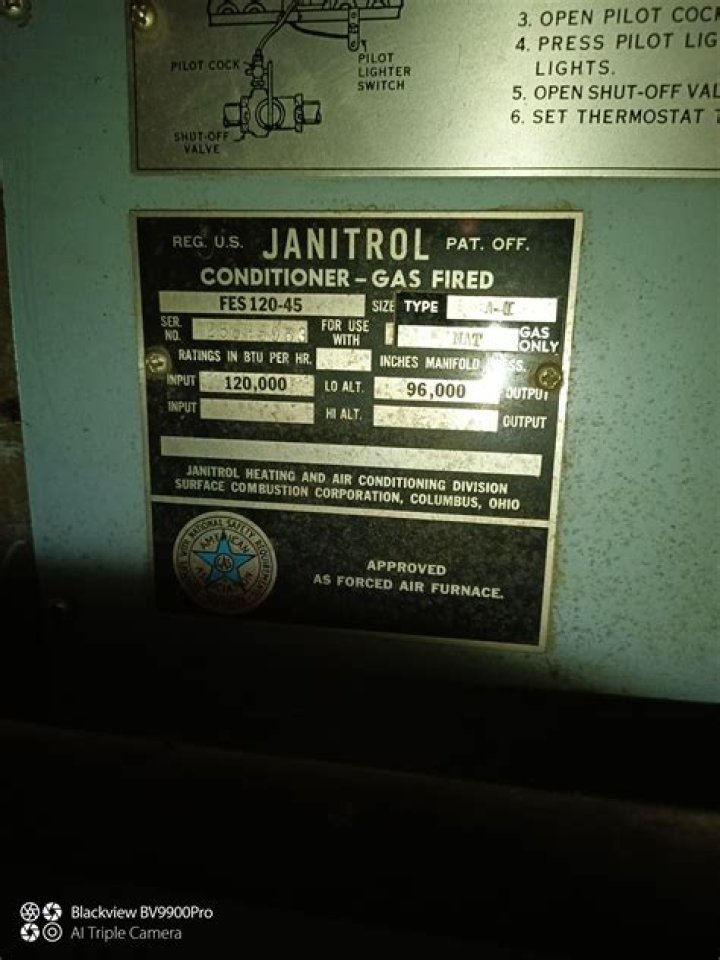 3. OPEN PILOT COCK
4. PRESS PILOT LIG
LIGHTS.
5. OPEN SHUT-OFF VAL
6. SET THERMOSTAT T
PILOT COCK
PILOT
LIGHTER
SWITCH
SHUT-OFF
VALVE
REG. U.S. JANITROL PAT. OFF.
CONDITIONER - GAS FIRED
FES 120-45 SIZE TYPE
SER. NO. FOR USE WITH NAT GAS ONLY
RATINGS IN BTU PER HR. INCHES MANIFOLD
INPUT 120,000 LO ALT. 96,000 OUTPUT
INPUT HI ALT. OUTPUT
JANITROL HEATING AND AIR CONDITIONING DIVISION
SURFACE COMBUSTION CORPORATION, COLUMBUS, OHIO
AMERICAN
NATIONAL SAFETY
APPROVED
AS FORCED AIR FURNACE.
Blackview BV9900Pro
AI Triple Camera